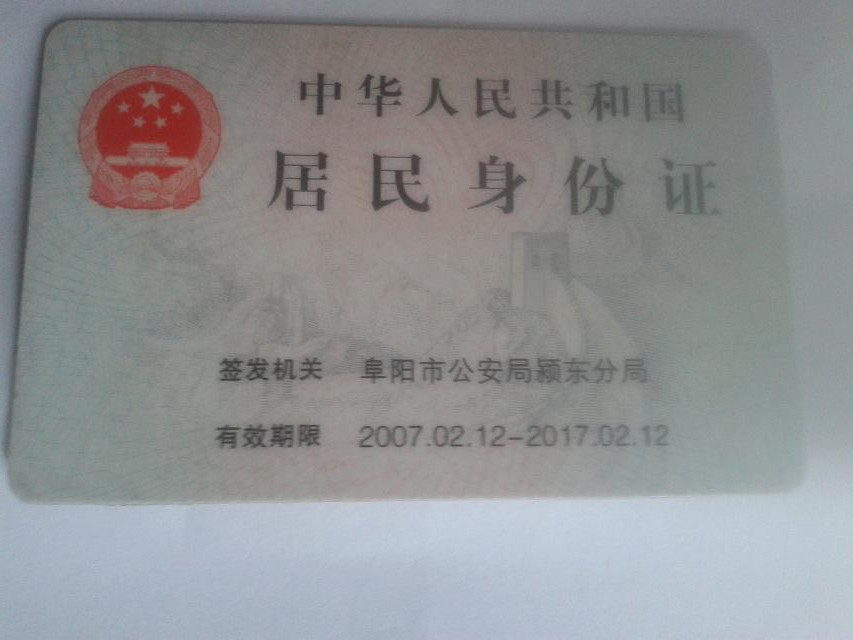 中华人民共和国
居民身份证
签发机关 阜阳市公安局颍东分局
有效期限 2007.02.12-2017.02.12